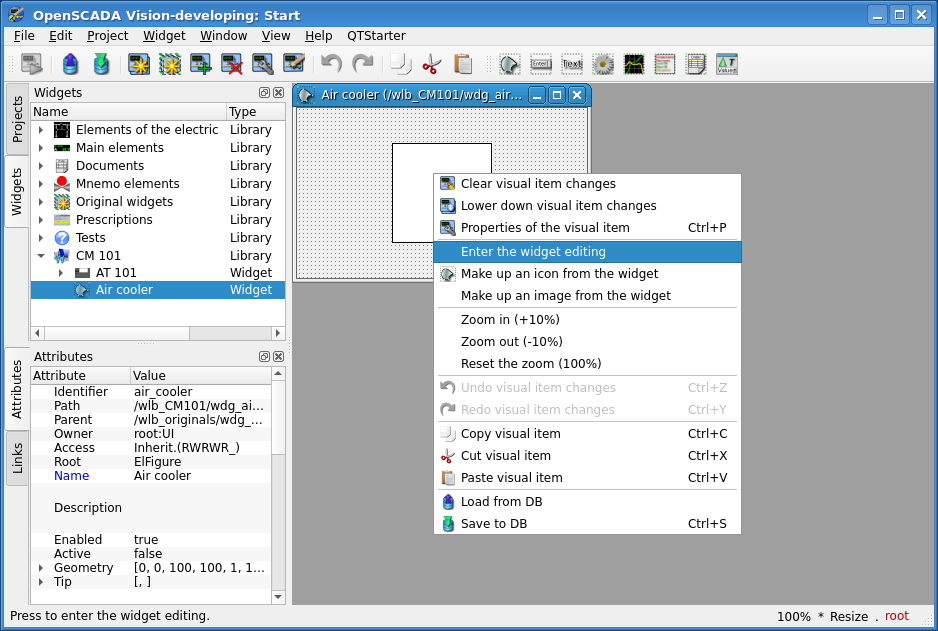 OpenSCADA Vision-developing: Start
File Edit Project Widget Window View Help QTStarter
Projects
Widgets
Attributes
Links
Widgets
Name Type
Elements of the electric Library
Main elements Library
Documents Library
Mnemo elements Library
Original widgets Library
Prescriptions Library
Tests Library
CM 101 Library
AT 101 Widget
Air cooler Widget
Attributes
Attribute Value
Identifier air_cooler
Path /wlb_CM101/wdg_ai...
Parent /wlb_originals/wdg_...
Owner root:UI
Access Inherit.(RWRWR_)
Root ElFigure
Name Air cooler
Description
Enabled true
Active false
Geometry [0, 0, 100, 100, 1, 1...
Tip [, ]
Air cooler (/wlb_CM101/wdg_air...
Clear visual item changes
Lower down visual item changes
Properties of the visual item Ctrl+P
Enter the widget editing
Make up an icon from the widget
Make up an image from the widget
Zoom in (+10%)
Zoom out (-10%)
Reset the zoom (100%)
Undo visual item changes Ctrl+Z
Redo visual item changes Ctrl+Y
Copy visual item Ctrl+C
Cut visual item Ctrl+X
Paste visual item Ctrl+V
Load from DB
Save to DB Ctrl+S
Press to enter the widget editing.
100% * Resize . root